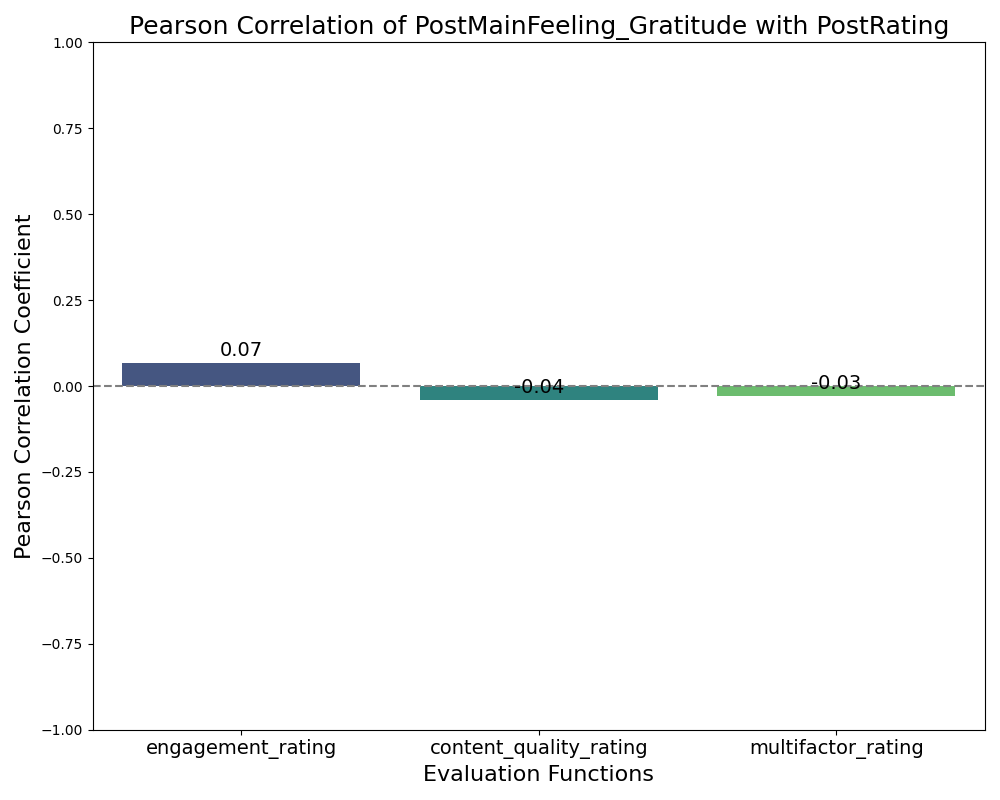 Pearson Correlation of PostMainFeeling_Gratitude with PostRating
1.00
0.75
0.50
0.25
0.00
−0.25
−0.50
−0.75
−1.00
Pearson Correlation Coefficient
0.07
-0.04
-0.03
engagement_rating
content_quality_rating
multifactor_rating
Evaluation Functions